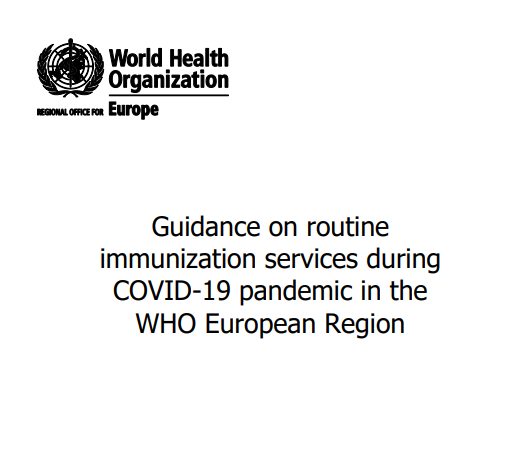 World Health
Organization
REGIONAL OFFICE FOR Europe
Guidance on routine
immunization services during
COVID-19 pandemic in the
WHO European Region